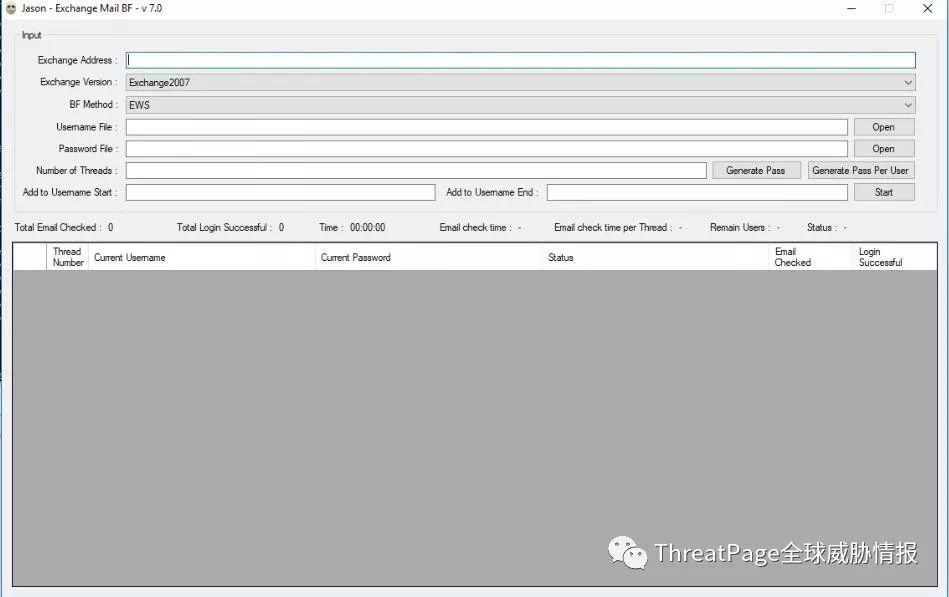 Jason - Exchange Mail BF - v 7.0
Input
Exchange Address :
Exchange Version : Exchange2007
BF Method : EWS
Username File : Open
Password File : Open
Number of Threads : Generate Pass Generate Pass Per User
Add to Username Start : Add to Username End : Start
Total Email Checked : 0 Total Login Successful : 0 Time : 00:00:00 Email check time : - Email check time per Thread : - Remain Users : - Status : -
Thread Number Current Username Current Password Status Email Checked Login Successful
ThreatPage全球威胁情报